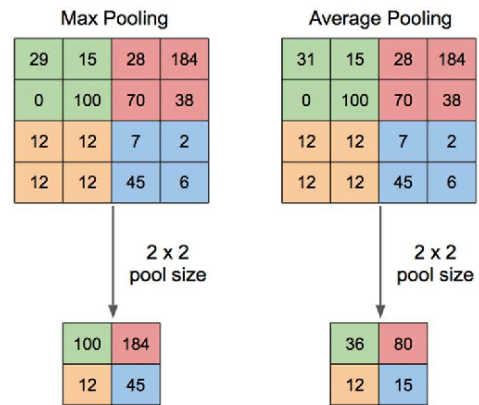 Max Pooling
29 15 28 184
0 100 70 38
12 12 7 2
12 12 45 6
2 x 2
pool size
100 184
12 45
Average Pooling
31 15 28 184
0 100 70 38
12 12 7 2
12 12 45 6
2 x 2
pool size
36 80
12 15